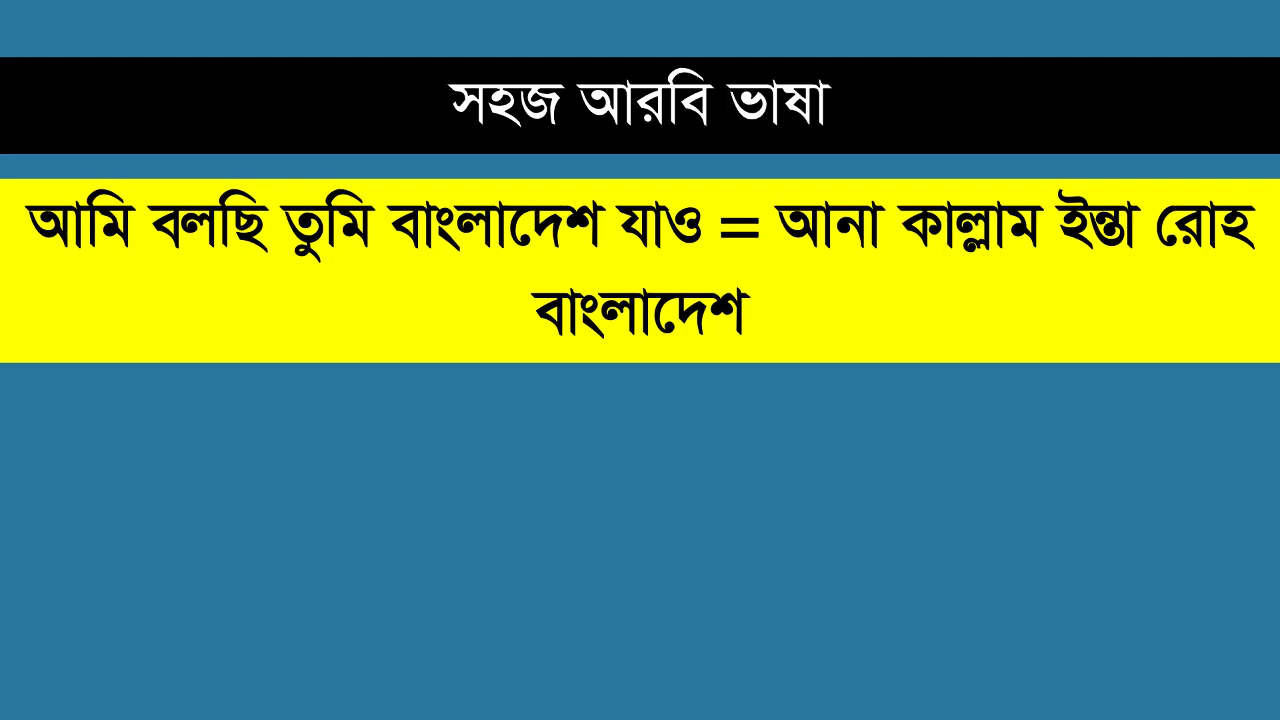 সহজ আরবি ভাষা
আমি বলছি তুমি বাংলাদেশ যাও = আনা কাল্লাম ইন্তা রোহ
বাংলাদেশ